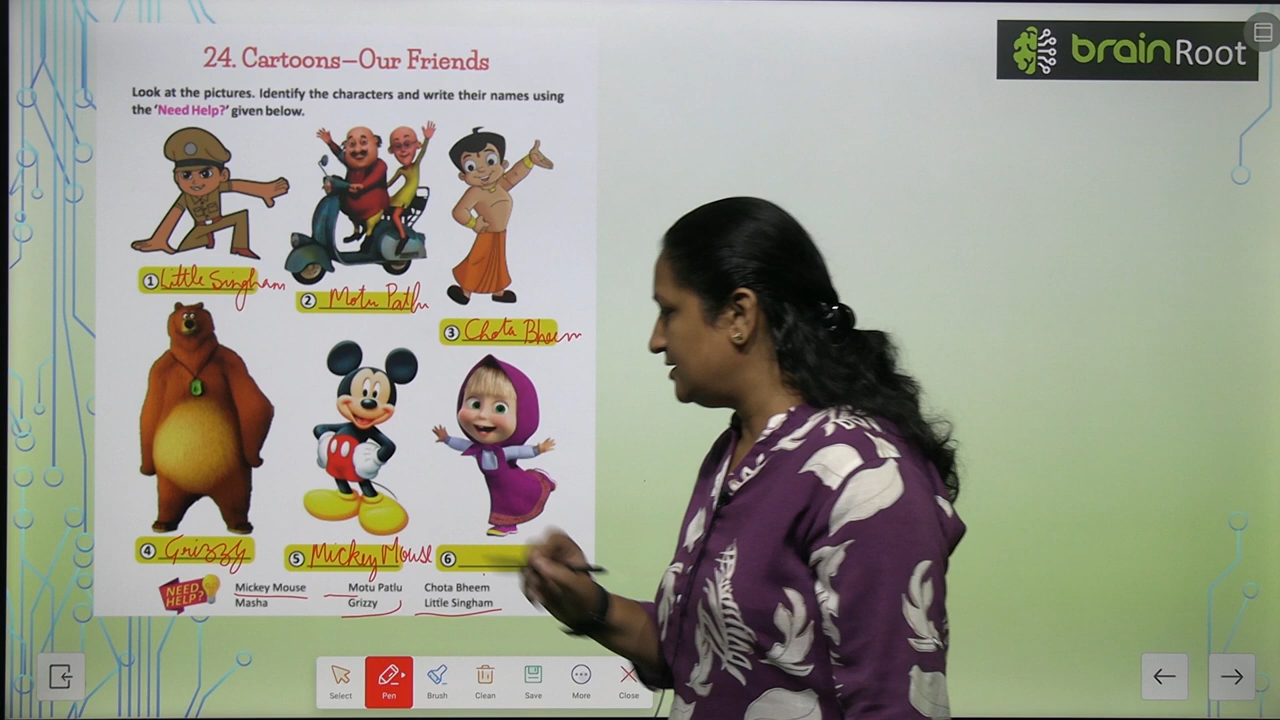 24. Cartoons—Our Friends
brainRoot
Look at the pictures. Identify the characters and write their names using
the 'Need Help?' given below.
1 Little Singham
2 Motu Patlu
3 Chota Bheem
4 Grizzy
5 Mickey Mouse
6
NEED HELP?
Mickey Mouse Motu Patlu Chota Bheem
Masha Grizzy Little Singham
Select Pen Brush Clean Save More Close